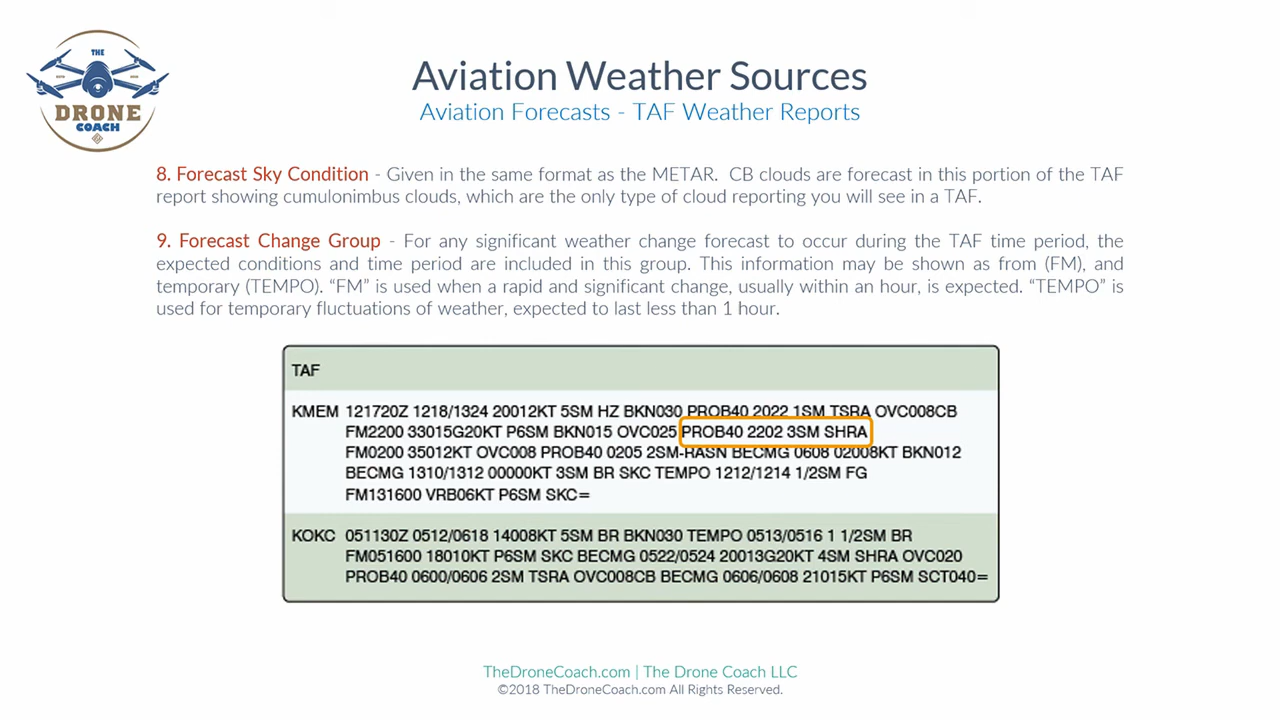 THE
DRONE
COACH
Aviation Weather Sources
Aviation Forecasts - TAF Weather Reports
8. Forecast Sky Condition - Given in the same format as the METAR. CB clouds are forecast in this portion of the TAF
report showing cumulonimbus clouds, which are the only type of cloud reporting you will see in a TAF.
9. Forecast Change Group - For any significant weather change forecast to occur during the TAF time period, the
expected conditions and time period are included in this group. This information may be shown as from (FM), and
temporary (TEMPO). “FM” is used when a rapid and significant change, usually within an hour, is expected. “TEMPO” is
used for temporary fluctuations of weather, expected to last less than 1 hour.
TAF
KMEM 121720Z 1218/1324 20012KT 5SM HZ BKN030 PROB40 2022 1SM TSRA OVC008CB
FM2200 33015G20KT P6SM BKN015 OVC025 PROB40 2202 3SM SHRA
FM0200 35012KT OVC008 PROB40 0205 2SM-RASN BECMG 0608 02008KT BKN012
BECMG 1310/1312 00000KT 3SM BR SKC TEMPO 1212/1214 1/2SM FG
FM131600 VRB06KT P6SM SKC=
KOKC 051130Z 0512/0618 14008KT 5SM BR BKN030 TEMPO 0513/0516 1 1/2SM BR
FM051600 18010KT P6SM SKC BECMG 0522/0524 20013G20KT 4SM SHRA OVC020
PROB40 0600/0606 2SM TSRA OVC008CB BECMG 0606/0608 21015KT P6SM SCT040=
TheDroneCoach.com | The Drone Coach LLC
©2018 TheDroneCoach.com All Rights Reserved.